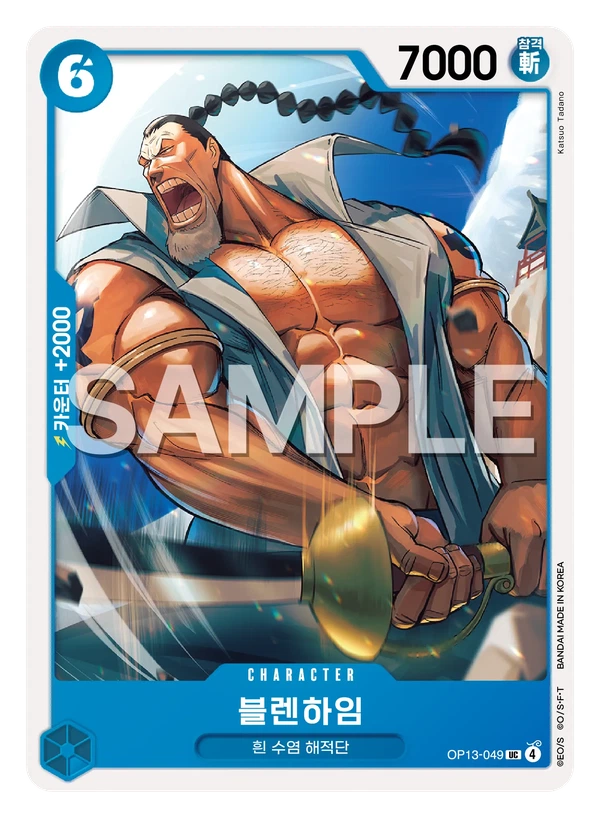 6
7000
참격
斬
Katsuo Tadano
카운터 +2000
SAMPLE
CHARACTER
블렌하임
흰 수염 해적단
OP13-049 UC 4
©EO/S ©O/S·F·T BANDAI MADE IN KOREA